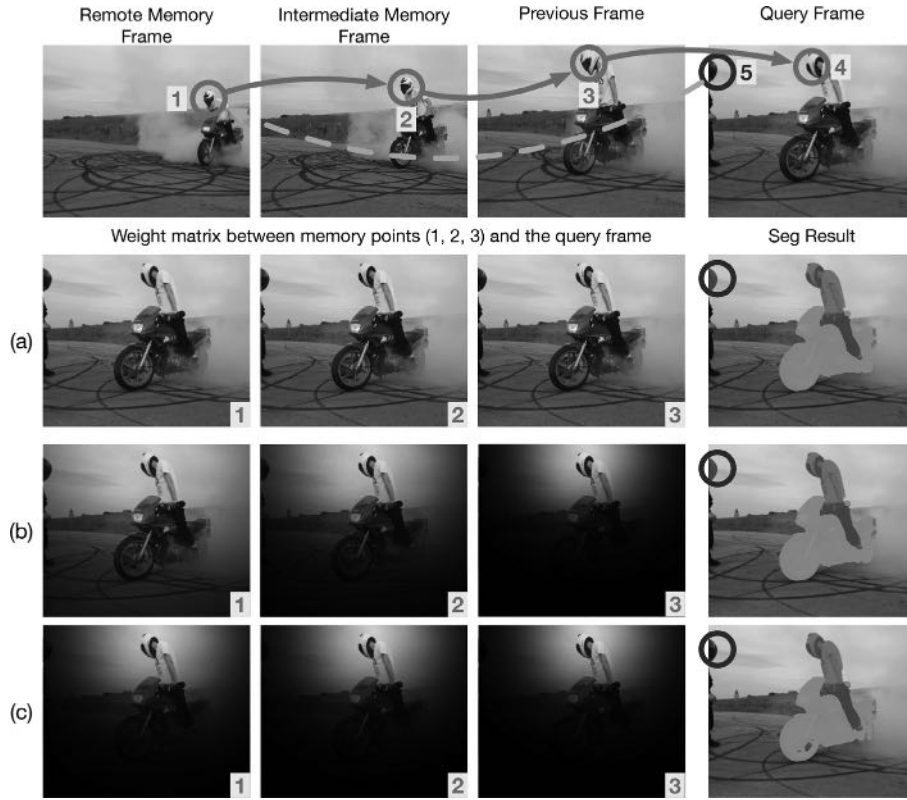 Remote Memory
Frame
Intermediate Memory
Frame
Previous Frame
Query Frame
1
2
3
5
4
Weight matrix between memory points (1, 2, 3) and the query frame
Seg Result
(a)
1
2
3
(b)
1
2
3
(c)
1
2
3